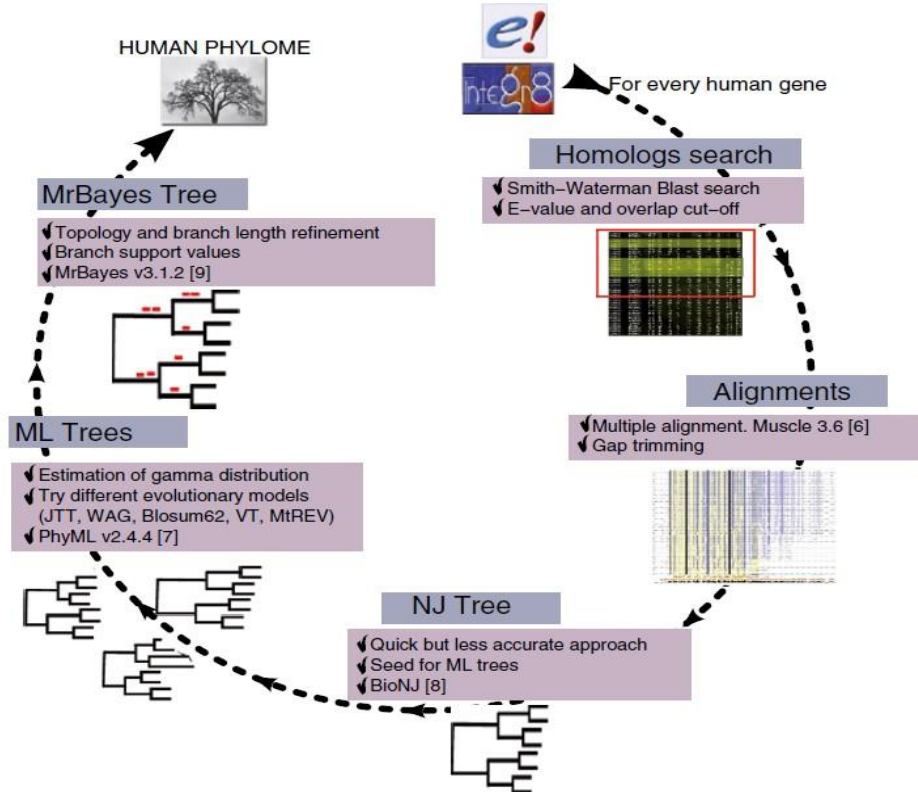 HUMAN PHYLOME
e!
Integr8
For every human gene
Homologs search
Smith-Waterman Blast search
E-value and overlap cut-off
Alignments
Multiple alignment. Muscle 3.6 [6]
Gap trimming
NJ Tree
Quick but less accurate approach
Seed for ML trees
BioNJ [8]
ML Trees
Estimation of gamma distribution
Try different evolutionary models
(JTT, WAG, Blosum62, VT, MtREV)
PhyML v2.4.4 [7]
MrBayes Tree
Topology and branch length refinement
Branch support values
MrBayes v3.1.2 [9]